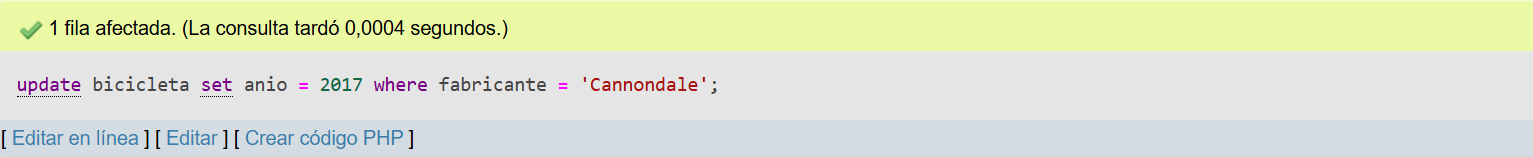 1 fila afectada. (La consulta tardó 0,0004 segundos.)
update bicicleta set anio = 2017 where fabricante = 'Cannondale';
[ Editar en línea ] [ Editar ] [ Crear código PHP ]